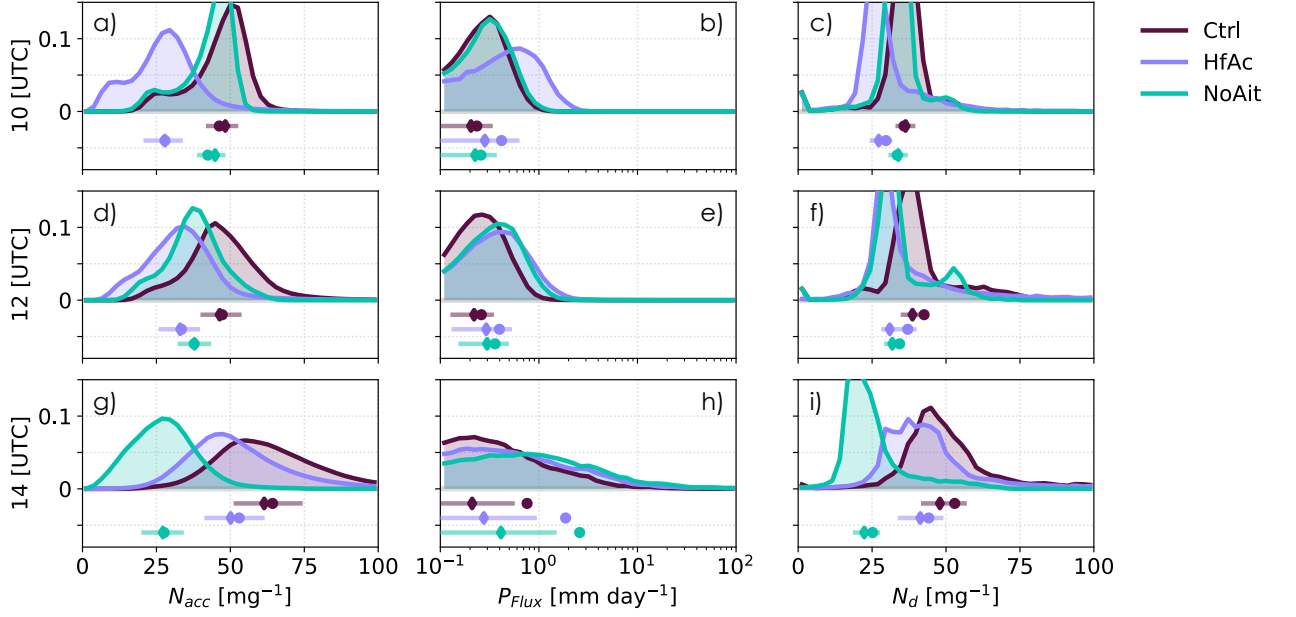 a)
b)
c)
Ctrl
HfAc
NoAit
0.1
0
10 [UTC]
d)
e)
f)
0.1
0
12 [UTC]
g)
h)
i)
0.1
0
14 [UTC]
0 25 50 75 100
10⁻¹ 10⁰ 10¹ 10²
0 25 50 75 100
N_acc [mg⁻¹]
P_Flux [mm day⁻¹]
N_d [mg⁻¹]